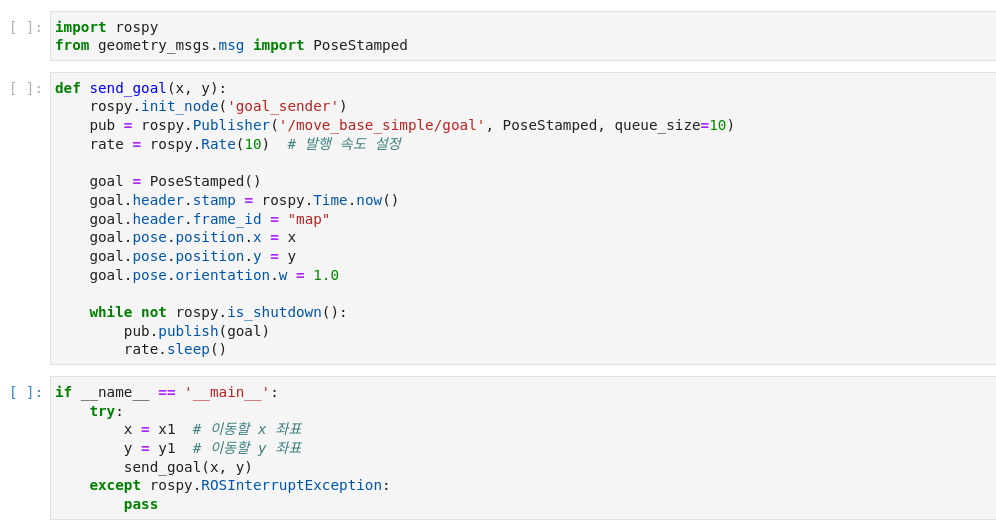 [ ]: import rospy
from geometry_msgs.msg import PoseStamped
[ ]: def send_goal(x, y):
    rospy.init_node('goal_sender')
    pub = rospy.Publisher('/move_base_simple/goal', PoseStamped, queue_size=10)
    rate = rospy.Rate(10)  # 발행 속도 설정

    goal = PoseStamped()
    goal.header.stamp = rospy.Time.now()
    goal.header.frame_id = "map"
    goal.pose.position.x = x
    goal.pose.position.y = y
    goal.pose.orientation.w = 1.0

    while not rospy.is_shutdown():
        pub.publish(goal)
        rate.sleep()
[ ]: if __name__ == '__main__':
    try:
        x = x1  # 이동할 x 좌표
        y = y1  # 이동할 y 좌표
        send_goal(x, y)
    except rospy.ROSInterruptException:
        pass